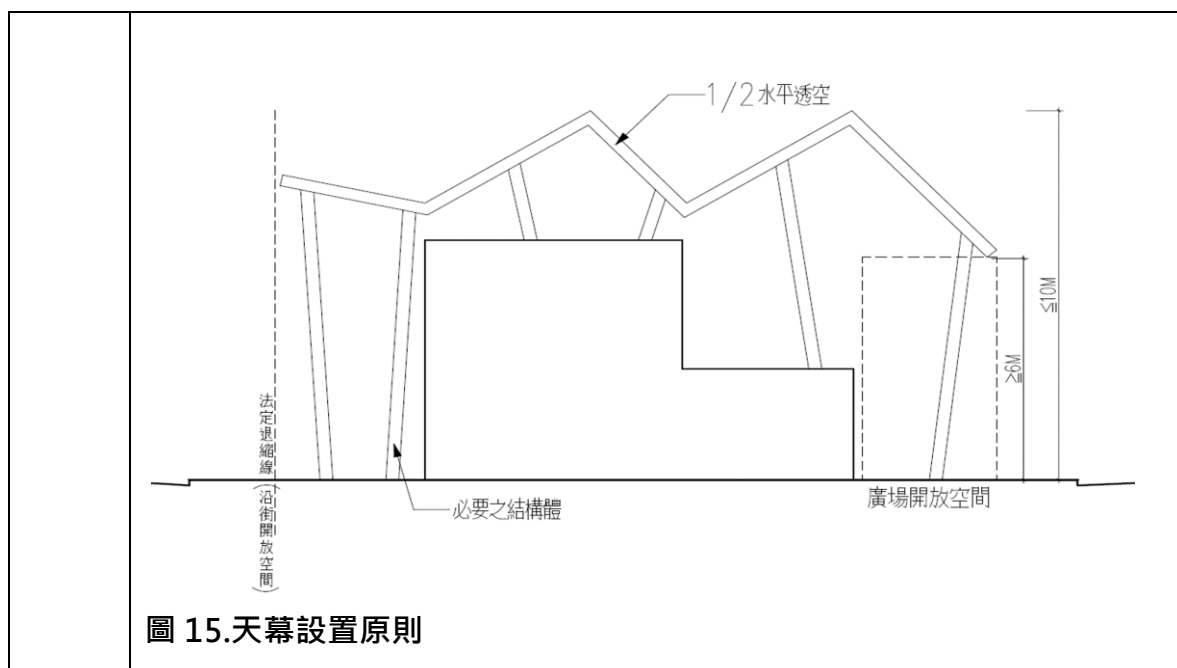 1/2水平透空
≦10M
≧6M
法定退縮線(沿街開放空間)
必要之結構體
廣場開放空間
圖 15.天幕設置原則